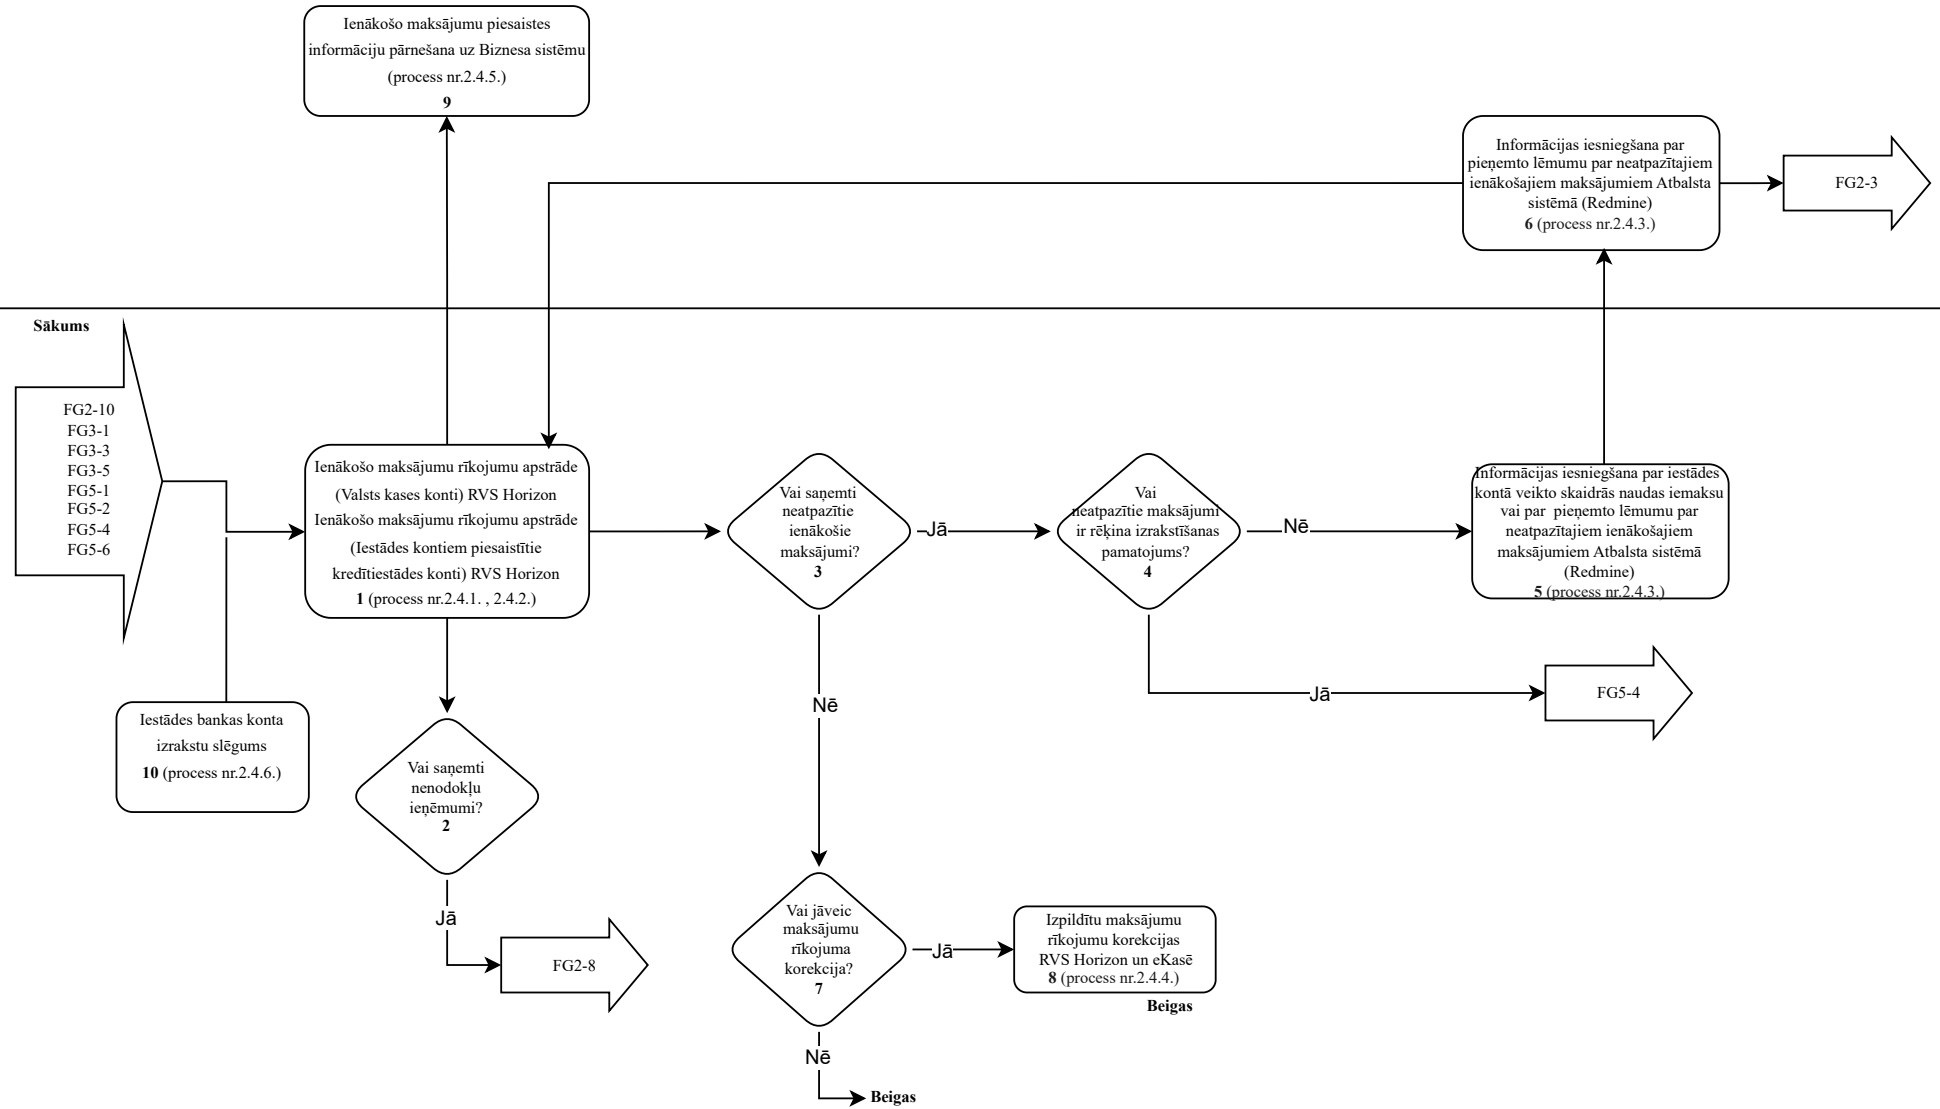 Ienākošo maksājumu piesaistes
informāciju pārnešana uz Biznesa sistēmu
(process nr.2.4.5.)
9
Informācijas iesniegšana par
pieņemto lēmumu par neatpazītajiem
ienākošajiem maksājumiem Atbalsta
sistēmā (Redmine)
6 (process nr.2.4.3.)
FG2-3
Sākums
FG2-10
FG3-1
FG3-3
FG3-5
FG5-1
FG5-2
FG5-4
FG5-6
Ienākošo maksājumu rīkojumu apstrāde
(Valsts kases konti) RVS Horizon
Ienākošo maksājumu rīkojumu apstrāde
(Iestādes kontiem piesaistītie
kredītiestādes konti) RVS Horizon
1 (process nr.2.4.1. , 2.4.2.)
Vai saņemti
neatpazītie
ienākošie
maksājumi?
3
Jā
Vai
neatpazītie maksājumi
ir rēķina izrakstīšanas
pamatojums?
4
Nē
Informācijas iesniegšana par iestādes
kontā veikto skaidrās naudas iemaksu
vai par pieņemto lēmumu par
neatpazītajiem ienākošajiem
maksājumiem Atbalsta sistēmā
(Redmine)
5 (process nr.2.4.3.)
Jā
FG5-4
Nē
Iestādes bankas konta
izrakstu slēgums
10 (process nr.2.4.6.)
Vai saņemti
nenodokļu
ieņēmumi?
2
Jā
FG2-8
Vai jāveic
maksājumu
rīkojuma
korekcija?
7
Jā
Izpildītu maksājumu
rīkojumu korekcijas
RVS Horizon un eKasē
8 (process nr.2.4.4.)
Beigas
Nē
Beigas